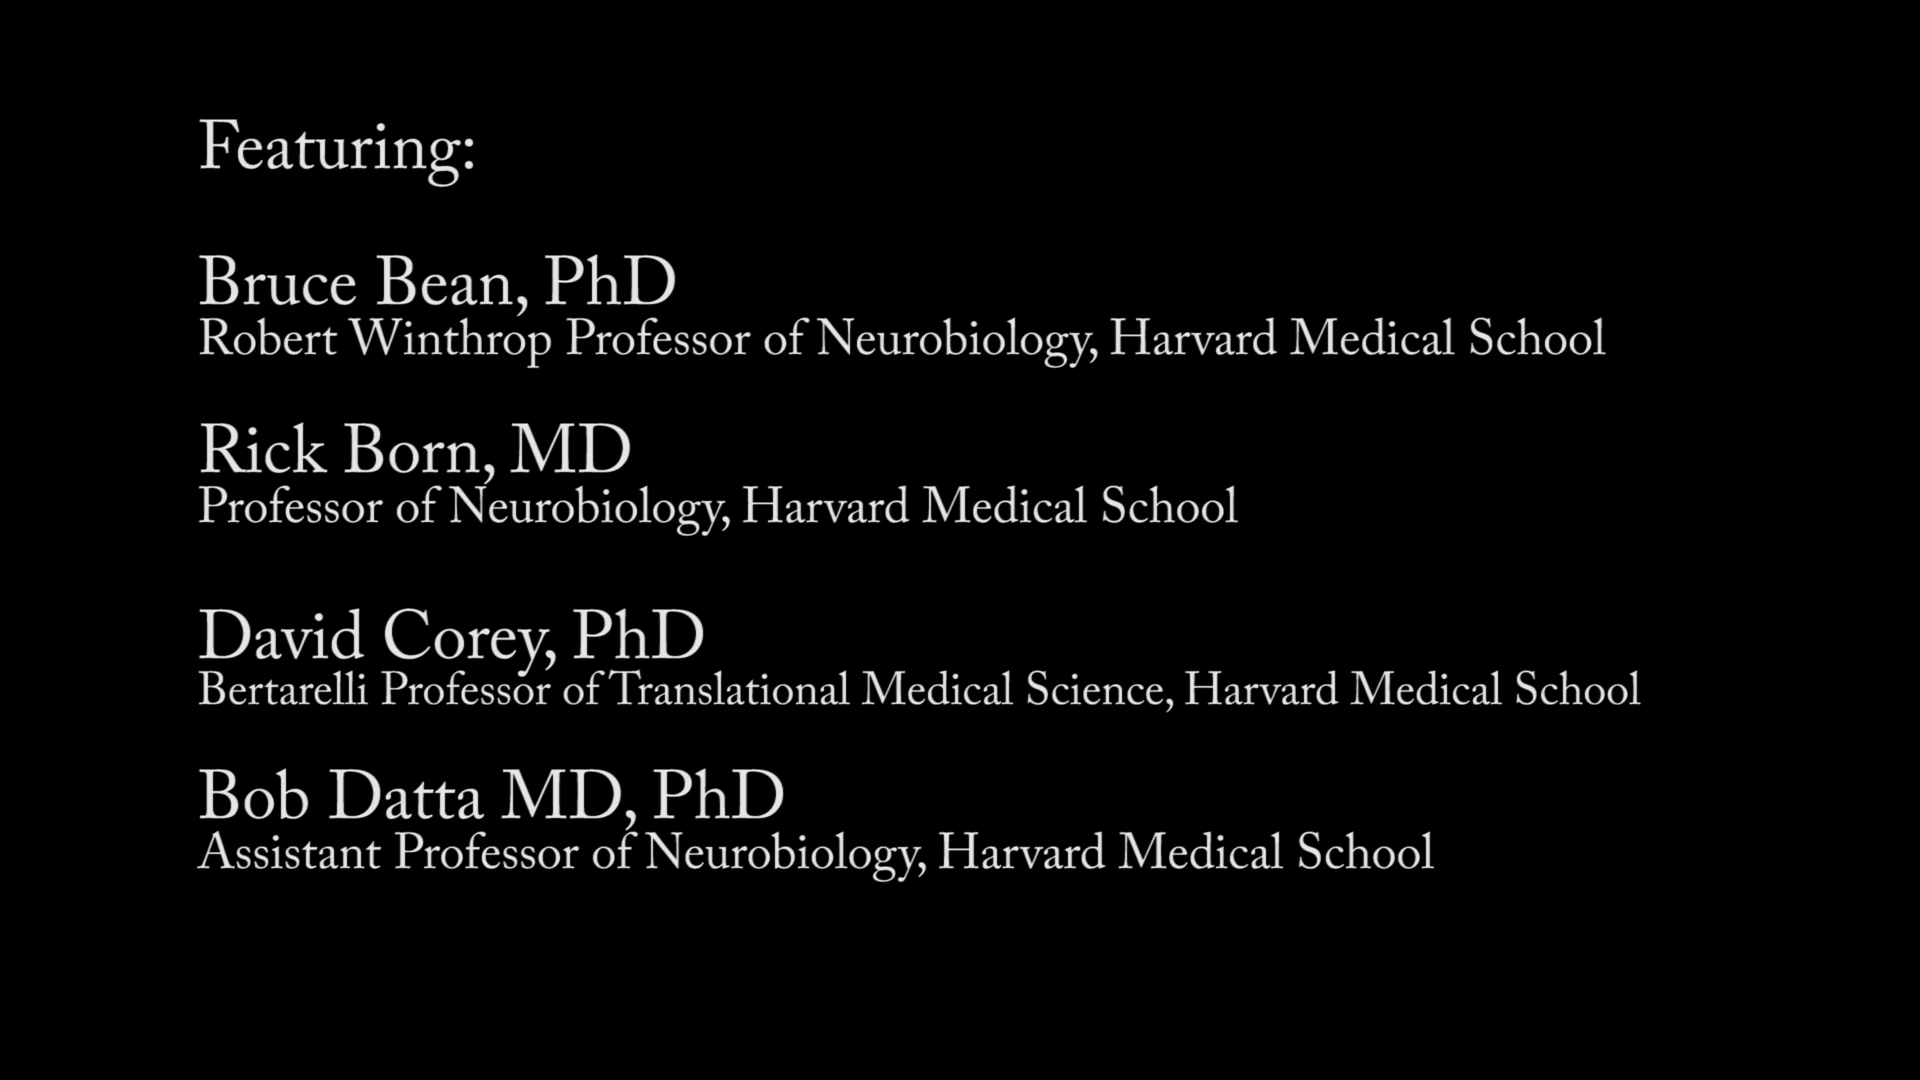 Featuring:
Bruce Bean, PhD
Robert Winthrop Professor of Neurobiology, Harvard Medical School
Rick Born, MD
Professor of Neurobiology, Harvard Medical School
David Corey, PhD
Bertarelli Professor of Translational Medical Science, Harvard Medical School
Bob Datta MD, PhD
Assistant Professor of Neurobiology, Harvard Medical School